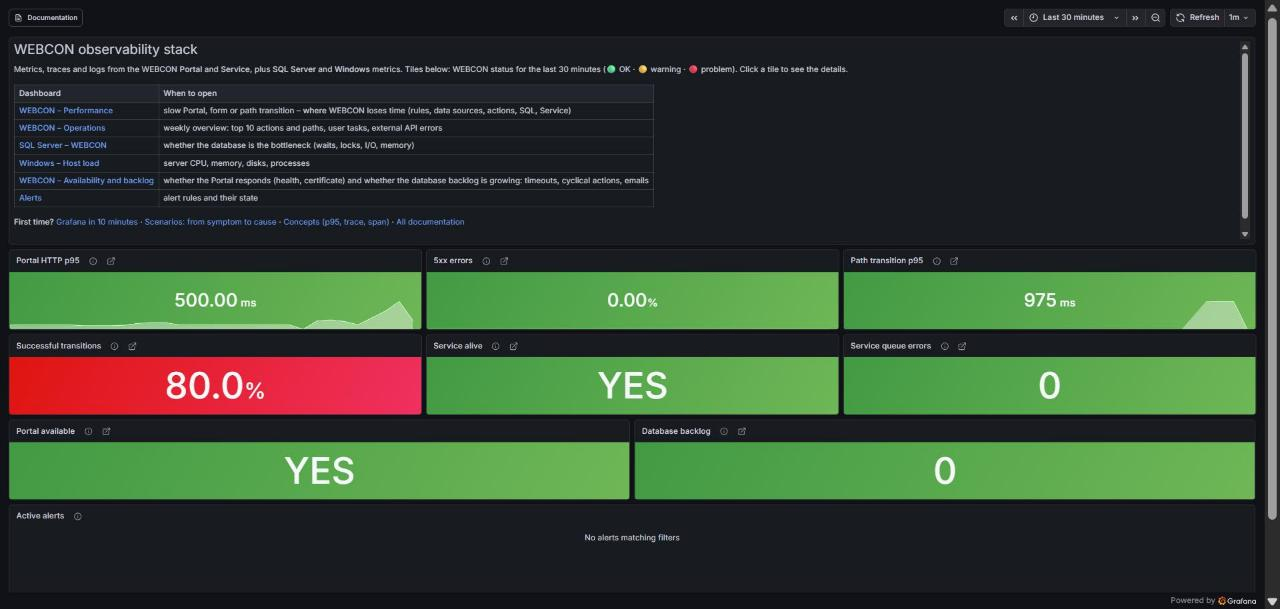 Documentation
Last 30 minutes
Refresh 1m
WEBCON observability stack
Metrics, traces and logs from the WEBCON Portal and Service, plus SQL Server and Windows metrics. Tiles below: WEBCON status for the last 30 minutes (🟢 OK · 🟡 warning · 🔴 problem). Click a tile to see the details.
Dashboard When to open
WEBCON – Performance slow Portal, form or path transition – where WEBCON loses time (rules, data sources, actions, SQL, Service)
WEBCON – Operations weekly overview: top 10 actions and paths, user tasks, external API errors
SQL Server – WEBCON whether the database is the bottleneck (waits, locks, I/O, memory)
Windows – Host load server CPU, memory, disks, processes
WEBCON – Availability and backlog whether the Portal responds (health, certificate) and whether the database backlog is growing: timeouts, cyclical actions, emails
Alerts alert rules and their state
First time? Grafana in 10 minutes · Scenarios: from symptom to cause · Concepts (p95, trace, span) · All documentation
Portal HTTP p95
500.00 ms
5xx errors
0.00%
Path transition p95
975 ms
Successful transitions
80.0%
Service alive
YES
Service queue errors
0
Portal available
YES
Database backlog
0
Active alerts
No alerts matching filters
Powered by Grafana